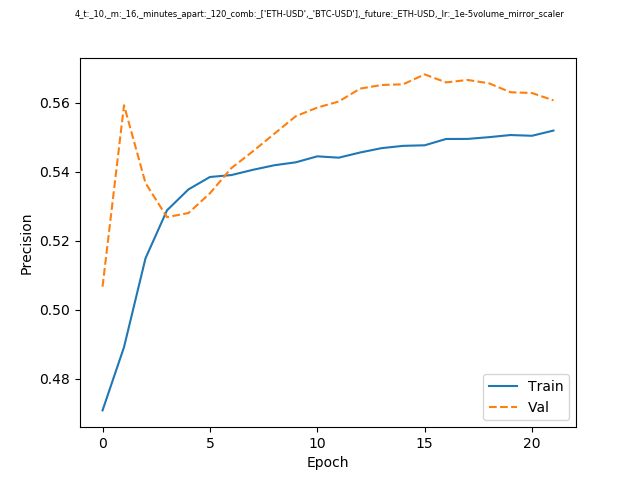 4_t:_10,_m:_16,_minutes_apart:_120_comb:_['ETH-USD',_'BTC-USD'],_future:_ETH-USD,_lr:_1e-5volume_mirror_scaler
0.56
0.54
0.52
0.50
0.48
Precision
0
5
10
15
20
Epoch
Train
Val